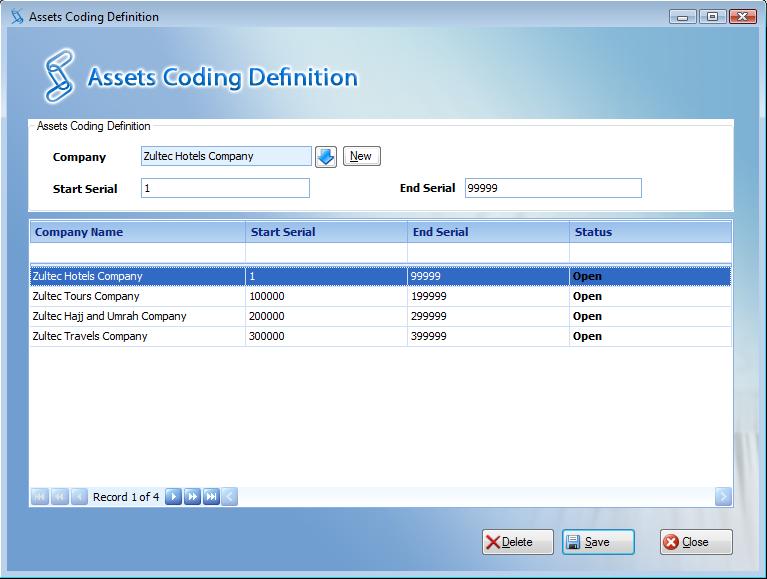 Assets Coding Definition
Assets Coding Definition
Assets Coding Definition
Company Zultec Hotels Company New
Start Serial 1 End Serial 99999
Company Name Start Serial End Serial Status
Zultec Hotels Company 1 99999 Open
Zultec Tours Company 100000 199999 Open
Zultec Hajj and Umrah Company 200000 299999 Open
Zultec Travels Company 300000 399999 Open
Record 1 of 4
Delete Save Close